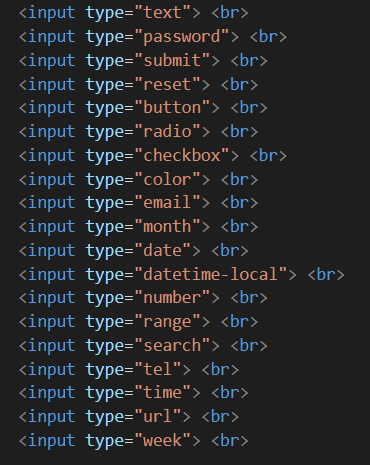 <input type="text"> <br>
<input type="password"> <br>
<input type="submit"> <br>
<input type="reset"> <br>
<input type="button"> <br>
<input type="radio"> <br>
<input type="checkbox"> <br>
<input type="color"> <br>
<input type="email"> <br>
<input type="month"> <br>
<input type="date"> <br>
<input type="datetime-local"> <br>
<input type="number"> <br>
<input type="range"> <br>
<input type="search"> <br>
<input type="tel"> <br>
<input type="time"> <br>
<input type="url"> <br>
<input type="week"> <br>